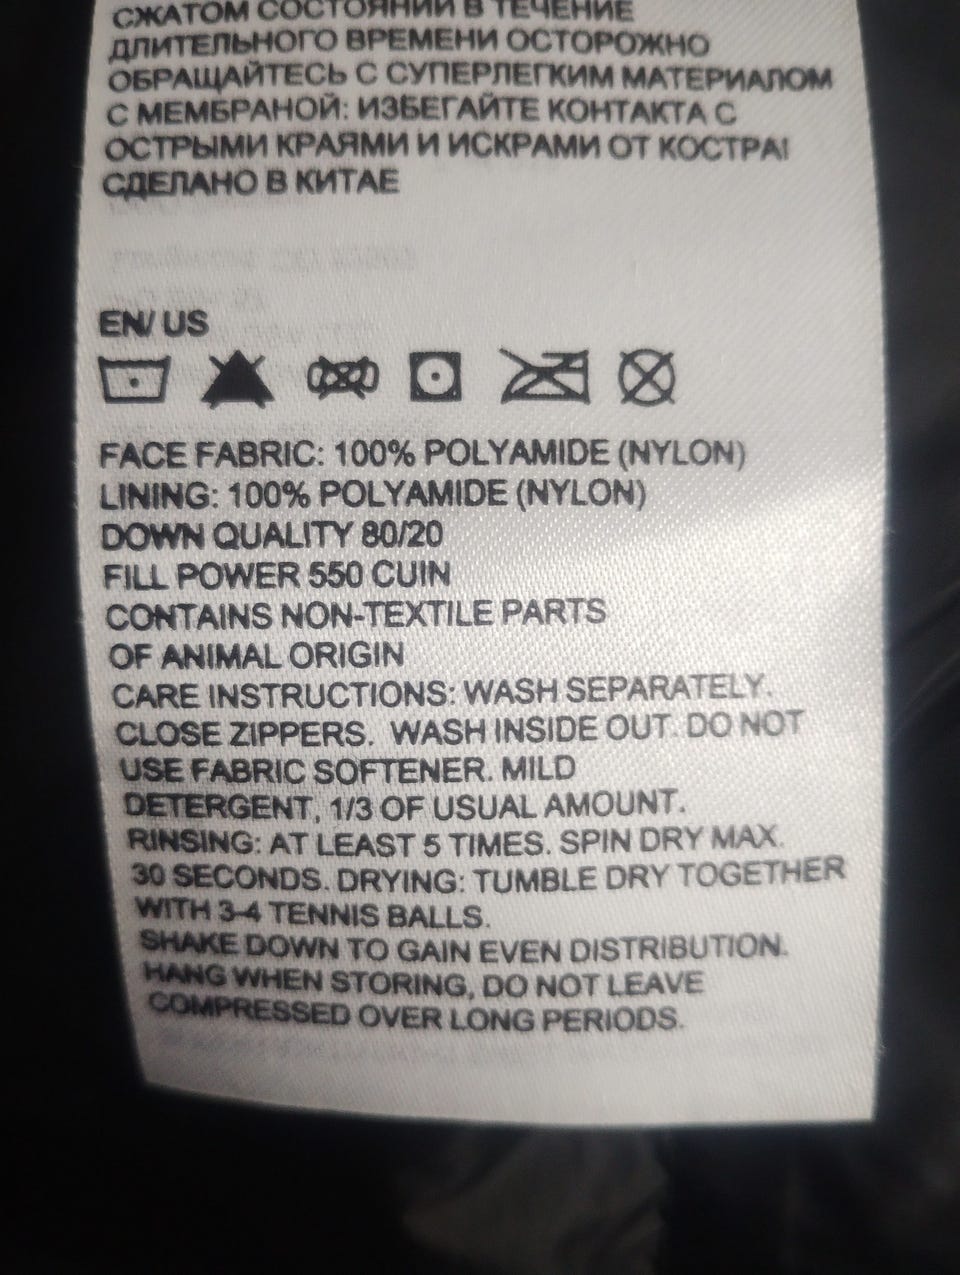 СЖАТОМ СОСТОЯНИИ В ТЕЧЕНИЕ
ДЛИТЕЛЬНОГО ВРЕМЕНИ ОСТОРОЖНО
ОБРАЩАЙТЕСЬ С СУПЕРЛЕГКИМ МАТЕРИАЛОМ
С МЕМБРАНОЙ: ИЗБЕГАЙТЕ КОНТАКТА С
ОСТРЫМИ КРАЯМИ И ИСКРАМИ ОТ КОСТРА!
СДЕЛАНО В КИТАЕ
EN/ US
FACE FABRIC: 100% POLYAMIDE (NYLON)
LINING: 100% POLYAMIDE (NYLON)
DOWN QUALITY 80/20
FILL POWER 550 CUIN
CONTAINS NON-TEXTILE PARTS
OF ANIMAL ORIGIN
CARE INSTRUCTIONS: WASH SEPARATELY.
CLOSE ZIPPERS. WASH INSIDE OUT. DO NOT
USE FABRIC SOFTENER. MILD
DETERGENT, 1/3 OF USUAL AMOUNT.
RINSING: AT LEAST 5 TIMES. SPIN DRY MAX.
30 SECONDS. DRYING: TUMBLE DRY TOGETHER
WITH 3-4 TENNIS BALLS.
SHAKE DOWN TO GAIN EVEN DISTRIBUTION.
HANG WHEN STORING, DO NOT LEAVE
COMPRESSED OVER LONG PERIODS.